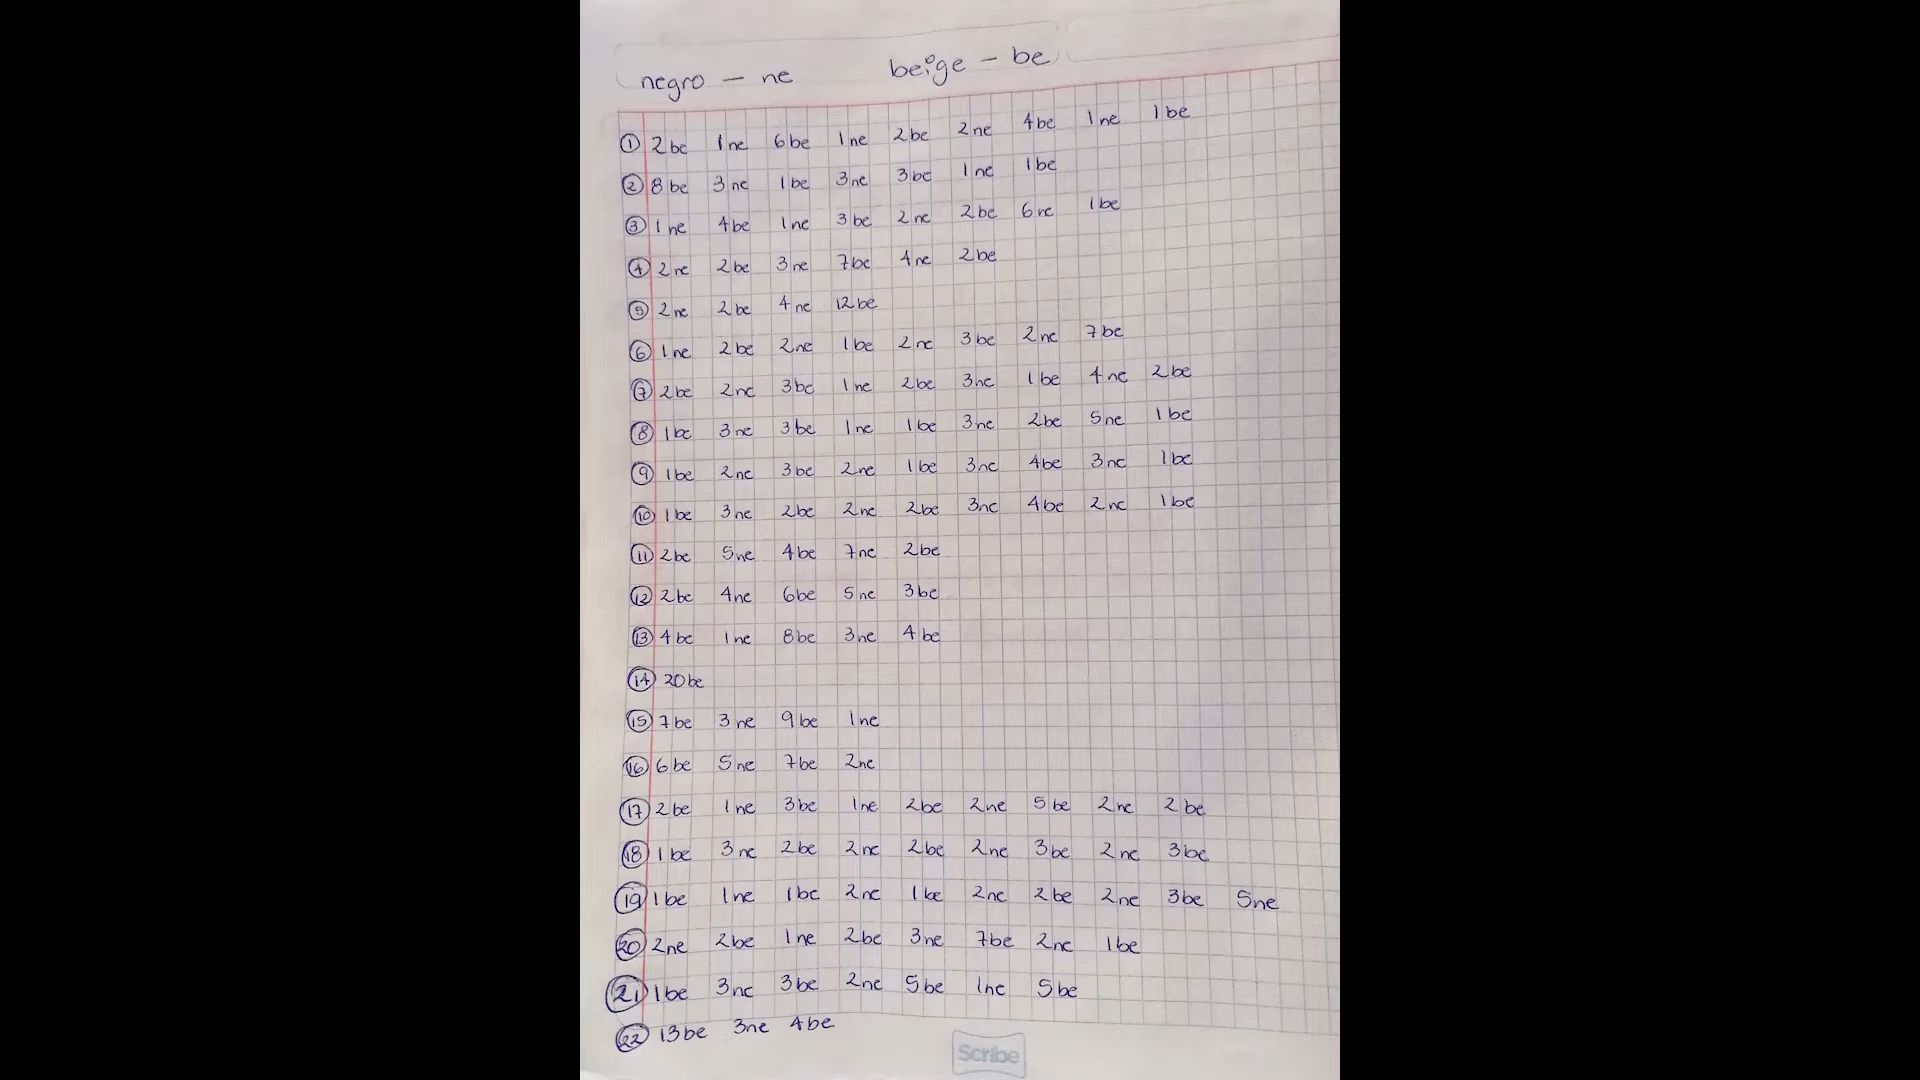 negro — ne beige — be
① 2be 1ne 6be 1ne 2be 2ne 4be 1ne 1be
② 8be 3ne 1be 3ne 3be 1ne 1be
③ 1ne 4be 1ne 3be 2ne 2be 6ne 1be
④ 2ne 2be 3ne 7be 4ne 2be
⑤ 2ne 2be 4ne 12be
⑥ 1ne 2be 2ne 1be 2ne 3be 2ne 7be
⑦ 2be 2ne 3be 1ne 2be 3ne 1be 4ne 2be
⑧ 1be 3ne 3be 1ne 1be 3ne 2be 5ne 1be
⑨ 1be 2ne 3be 2ne 1be 3ne 4be 3ne 1be
⑩ 1be 3ne 2be 2ne 2be 3ne 4be 2ne 1be
⑪ 2be 5ne 4be 7ne 2be
⑫ 2be 4ne 6be 5ne 3be
⑬ 4be 1ne 8be 3ne 4be
⑭ 20be
⑮ 7be 3ne 9be 1ne
⑯ 6be 5ne 7be 2ne
⑰ 2be 1ne 3be 1ne 2be 2ne 5be 2ne 2be
⑱ 1be 3ne 2be 2ne 2be 2ne 3be 2ne 3be
⑲ 1be 1ne 1be 2ne 1be 2ne 2be 2ne 3be 5ne
⑳ 2ne 2be 1ne 2be 3ne 7be 2ne 1be
㉑ 1be 3ne 3be 2ne 5be 1ne 5be
㉒ 13be 3ne 4be
Scribe